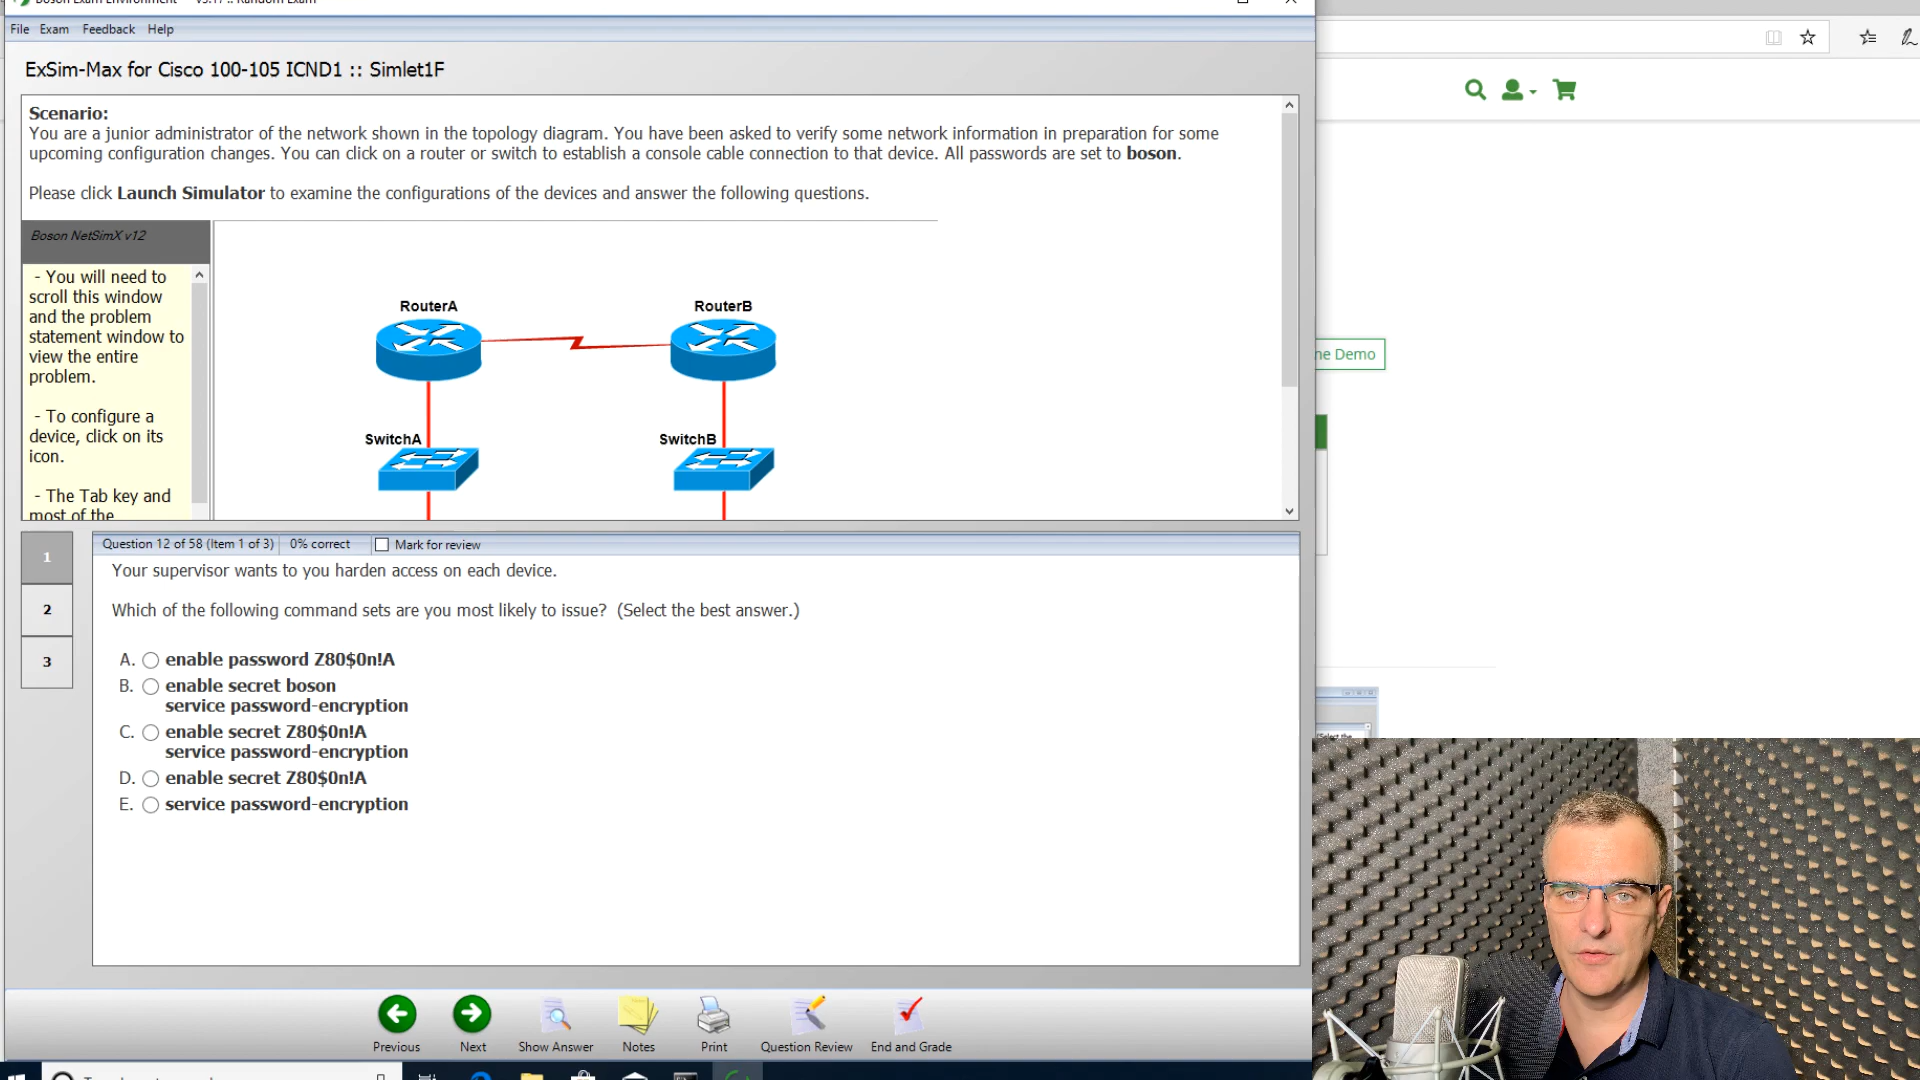 Boson Exam Environment v5.17 :: Random Exam
File Exam Feedback Help
ExSim-Max for Cisco 100-105 ICND1 :: Simlet1F
Scenario:
You are a junior administrator of the network shown in the topology diagram. You have been asked to verify some network information in preparation for some
upcoming configuration changes. You can click on a router or switch to establish a console cable connection to that device. All passwords are set to boson.
Please click Launch Simulator to examine the configurations of the devices and answer the following questions.
Boson NetSimX v12
- You will need to
scroll this window
and the problem
statement window to
view the entire
problem.
- To configure a
device, click on its
icon.
- The Tab key and
most of the
RouterA
RouterB
SwitchA
SwitchB
ne Demo
1
2
3
Question 12 of 58 (Item 1 of 3) 0% correct Mark for review
Your supervisor wants to you harden access on each device.
Which of the following command sets are you most likely to issue? (Select the best answer.)
A. enable password Z80$0n!A
B. enable secret boson
service password-encryption
C. enable secret Z80$0n!A
service password-encryption
D. enable secret Z80$0n!A
E. service password-encryption
Previous
Next
Show Answer
Notes
Print
Question Review
End and Grade